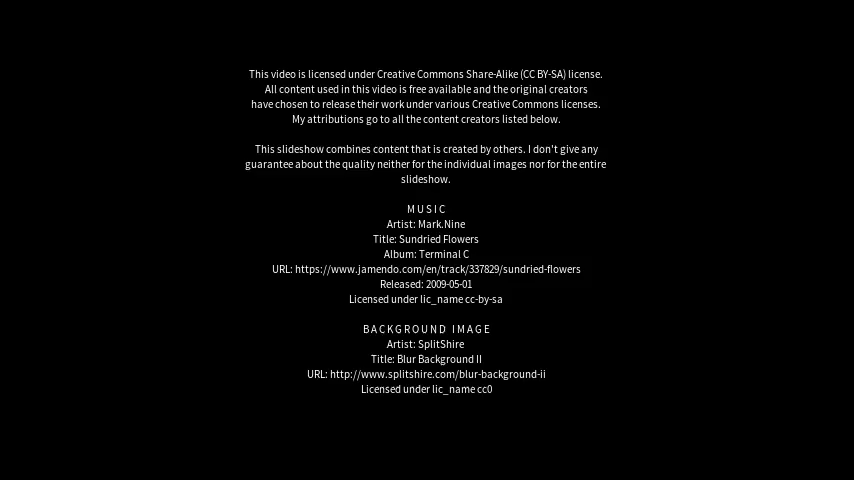 This video is licensed under Creative Commons Share-Alike (CC BY-SA) license.
All content used in this video is free available and the original creators
have chosen to release their work under various Creative Commons licenses.
My attributions go to all the content creators listed below.
This slideshow combines content that is created by others. I don't give any
guarantee about the quality neither for the individual images nor for the entire
slideshow.
MUSIC
Artist: Mark.Nine
Title: Sundried Flowers
Album: Terminal C
URL: https://www.jamendo.com/en/track/337829/sundried-flowers
Released: 2009-05-01
Licensed under lic_name cc-by-sa
BACKGROUND IMAGE
Artist: SplitShire
Title: Blur Background II
URL: http://www.splitshire.com/blur-background-ii
Licensed under lic_name cc0